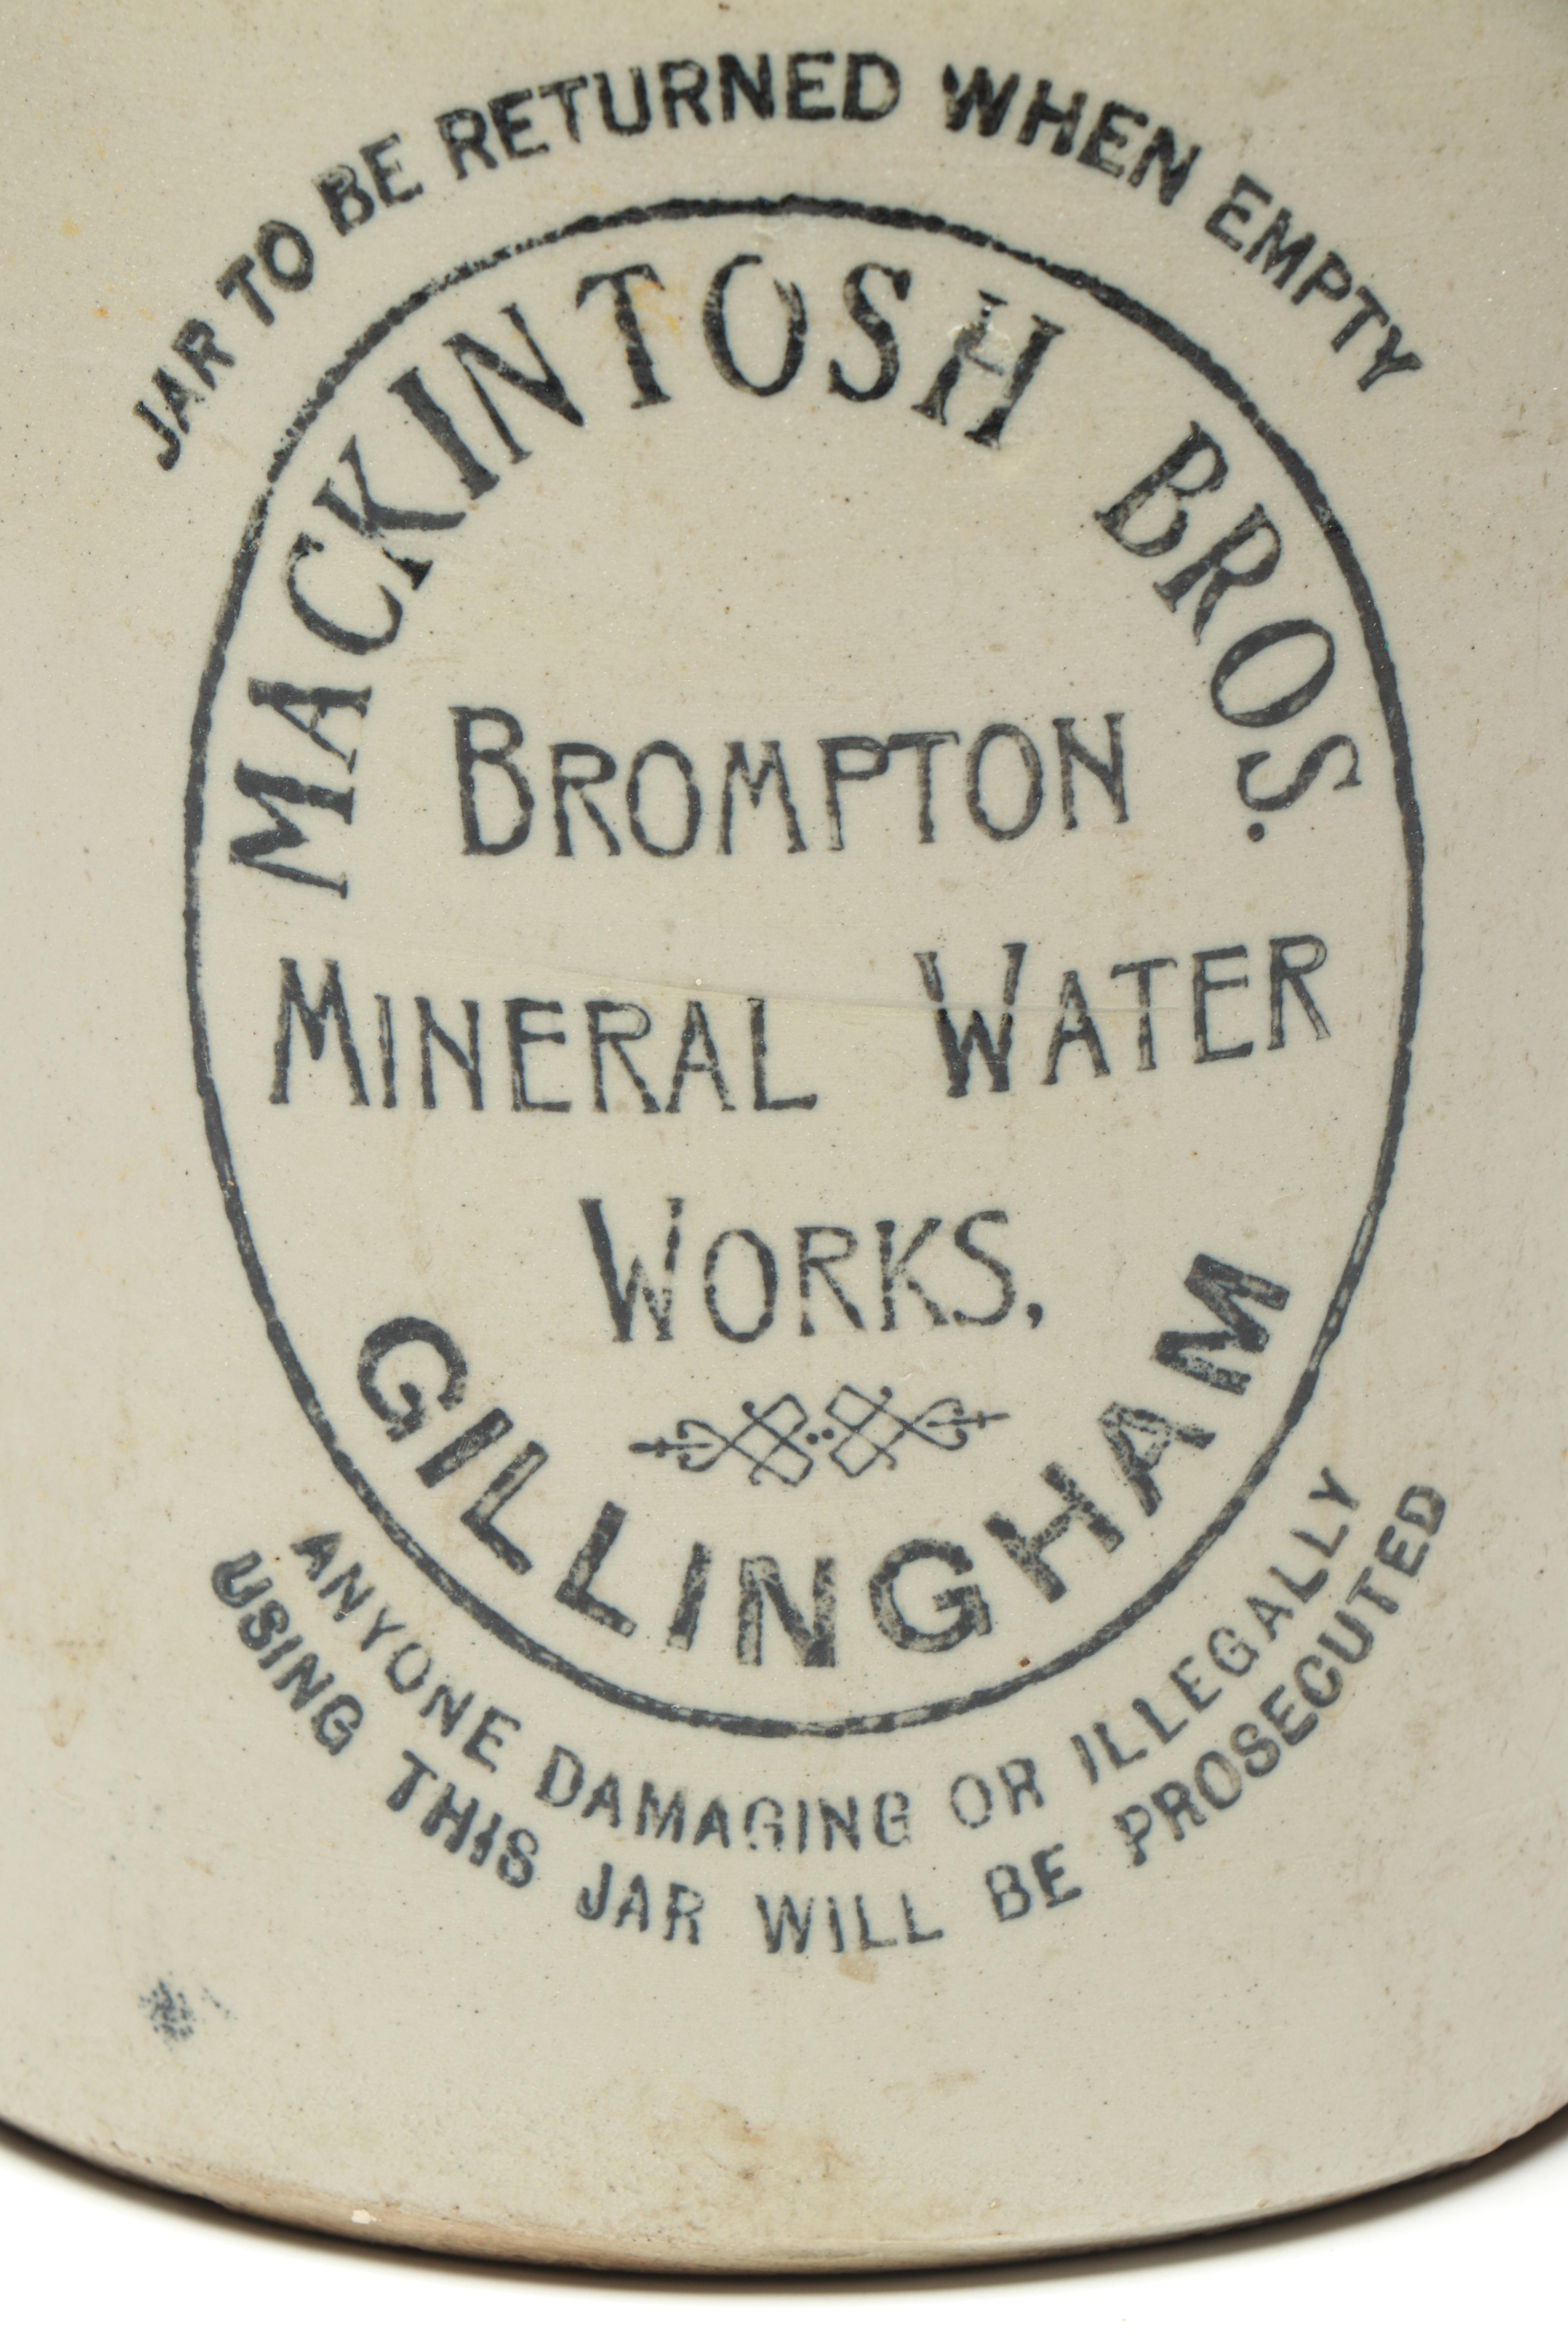 JAR TO BE RETURNED WHEN EMPTY
MACKINTOSH BROS.
BROMPTON
MINERAL WATER
WORKS,
GILLINGHAM
ANYONE DAMAGING OR ILLEGALLY
USING THIS JAR WILL BE PROSECUTED